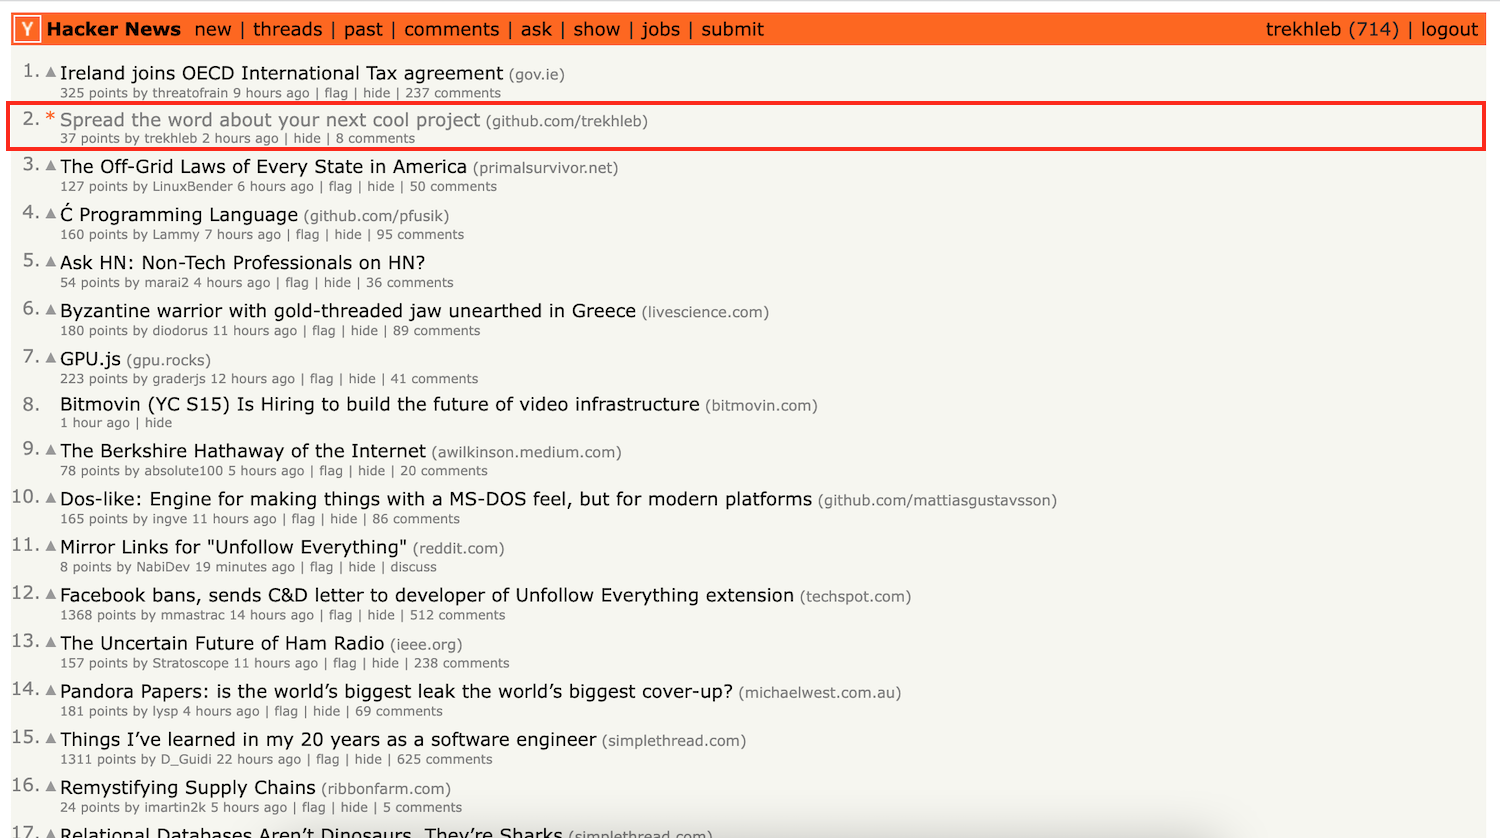 Y Hacker News new | threads | past | comments | ask | show | jobs | submit trekhleb (714) | logout
1. ▲ Ireland joins OECD International Tax agreement (gov.ie)
325 points by threatofrain 9 hours ago | flag | hide | 237 comments
2. * Spread the word about your next cool project (github.com/trekhleb)
37 points by trekhleb 2 hours ago | hide | 8 comments
3. ▲ The Off-Grid Laws of Every State in America (primalsurvivor.net)
127 points by LinuxBender 6 hours ago | flag | hide | 50 comments
4. ▲ Ć Programming Language (github.com/pfusik)
160 points by Lammy 7 hours ago | flag | hide | 95 comments
5. ▲ Ask HN: Non-Tech Professionals on HN?
54 points by marai2 4 hours ago | flag | hide | 36 comments
6. ▲ Byzantine warrior with gold-threaded jaw unearthed in Greece (livescience.com)
180 points by diodorus 11 hours ago | flag | hide | 89 comments
7. ▲ GPU.js (gpu.rocks)
223 points by graderjs 12 hours ago | flag | hide | 41 comments
8. Bitmovin (YC S15) Is Hiring to build the future of video infrastructure (bitmovin.com)
1 hour ago | hide
9. ▲ The Berkshire Hathaway of the Internet (awilkinson.medium.com)
78 points by absolute100 5 hours ago | flag | hide | 20 comments
10. ▲ Dos-like: Engine for making things with a MS-DOS feel, but for modern platforms (github.com/mattiasgustavsson)
165 points by ingve 11 hours ago | flag | hide | 86 comments
11. ▲ Mirror Links for "Unfollow Everything" (reddit.com)
8 points by NabiDev 19 minutes ago | flag | hide | discuss
12. ▲ Facebook bans, sends C&D letter to developer of Unfollow Everything extension (techspot.com)
1368 points by mmastrac 14 hours ago | flag | hide | 512 comments
13. ▲ The Uncertain Future of Ham Radio (ieee.org)
157 points by Stratoscope 11 hours ago | flag | hide | 238 comments
14. ▲ Pandora Papers: is the world’s biggest leak the world’s biggest cover-up? (michaelwest.com.au)
181 points by lysp 4 hours ago | flag | hide | 69 comments
15. ▲ Things I’ve learned in my 20 years as a software engineer (simplethread.com)
1311 points by D_Guidi 22 hours ago | flag | hide | 625 comments
16. ▲ Remystifying Supply Chains (ribbonfarm.com)
24 points by imartin2k 5 hours ago | flag | hide | 5 comments
17. ▲ Relational Databases Aren’t Dinosaurs, They’re Sharks (simplethread.com)